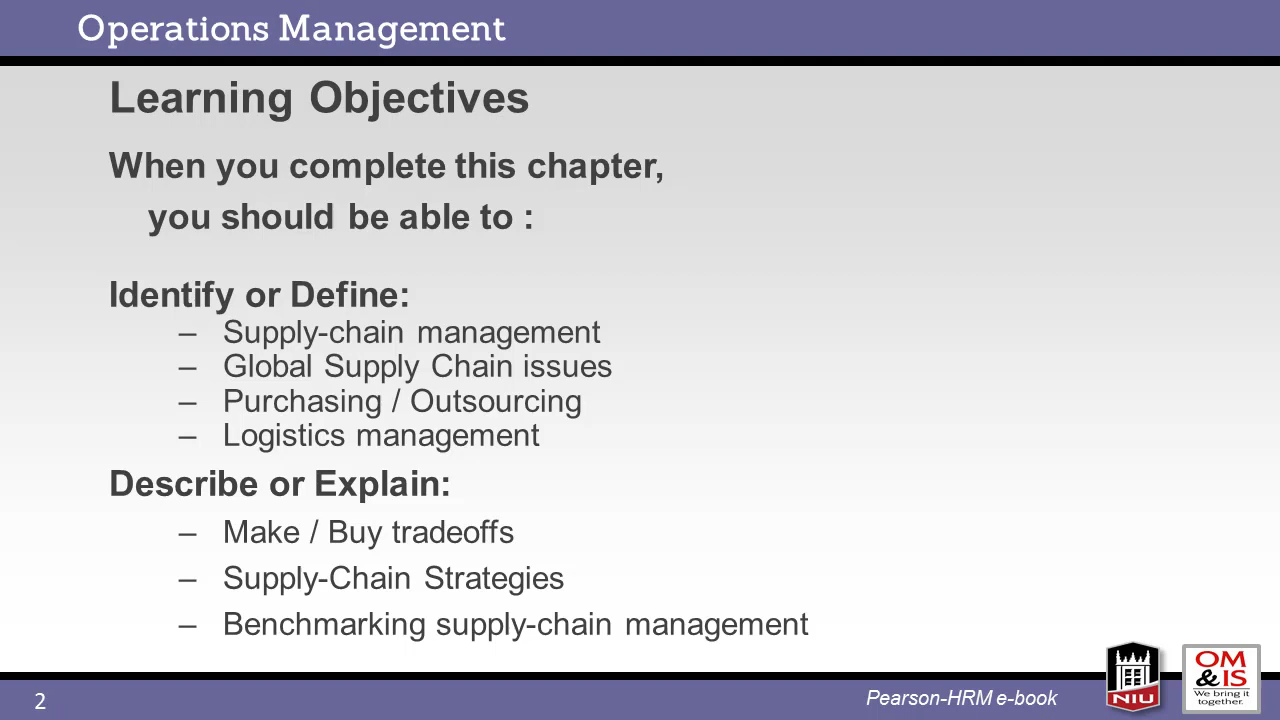 Operations Management
Learning Objectives
When you complete this chapter,
you should be able to :
Identify or Define:
– Supply-chain management
– Global Supply Chain issues
– Purchasing / Outsourcing
– Logistics management
Describe or Explain:
– Make / Buy tradeoffs
– Supply-Chain Strategies
– Benchmarking supply-chain management
2
Pearson-HRM e-book
NIU
OM
&IS
We bring it
together.